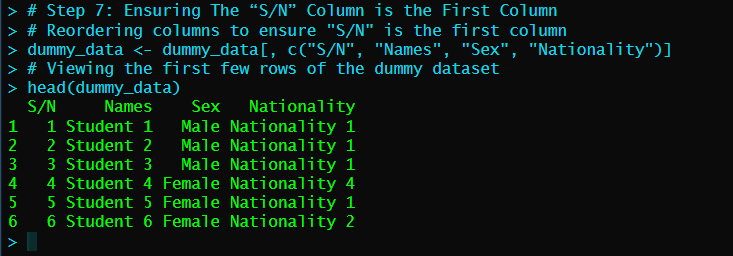 > # Step 7: Ensuring The “S/N” Column is the First Column
> # Reordering columns to ensure "S/N" is the first column
> dummy_data <- dummy_data[, c("S/N", "Names", "Sex", "Nationality")]
> # Viewing the first few rows of the dummy dataset
> head(dummy_data)
  S/N     Names    Sex   Nationality
1   1 Student 1   Male Nationality 1
2   2 Student 2   Male Nationality 1
3   3 Student 3   Male Nationality 1
4   4 Student 4 Female Nationality 4
5   5 Student 5 Female Nationality 1
6   6 Student 6 Female Nationality 2
>